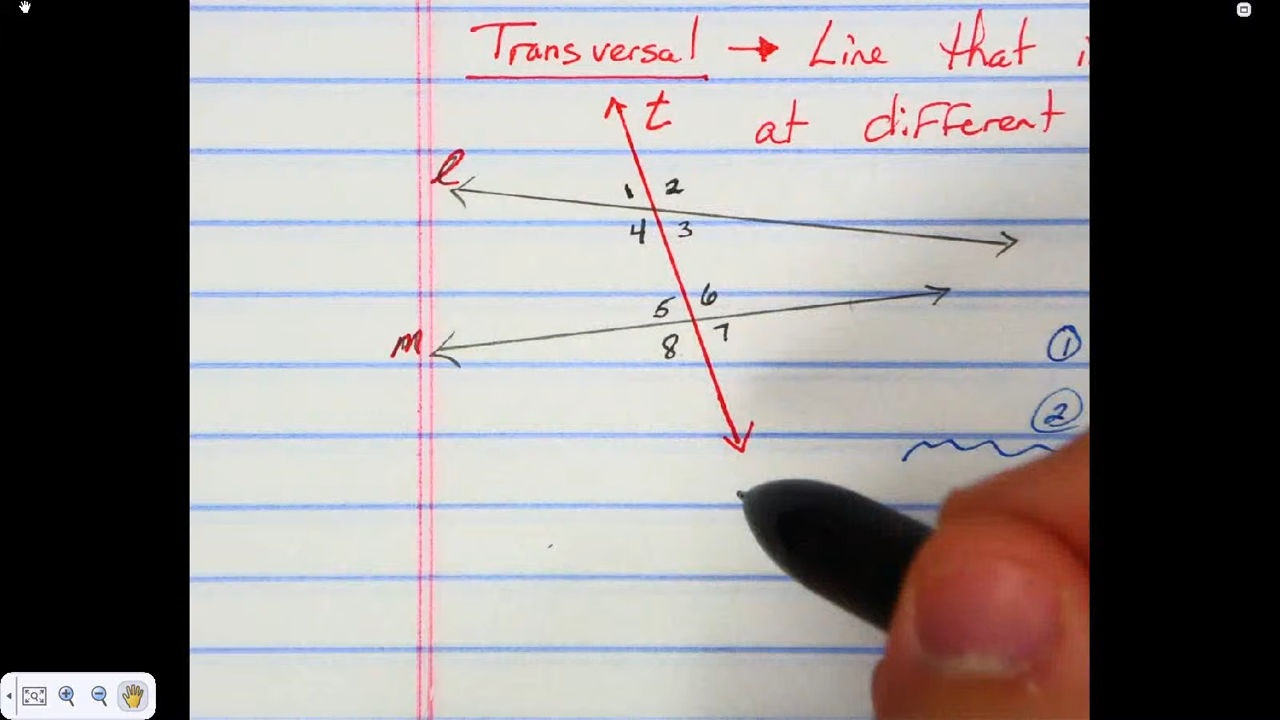 Transversal → Line that
at different
t
l
1 2
4 3
5 6
m
8 7
①
②